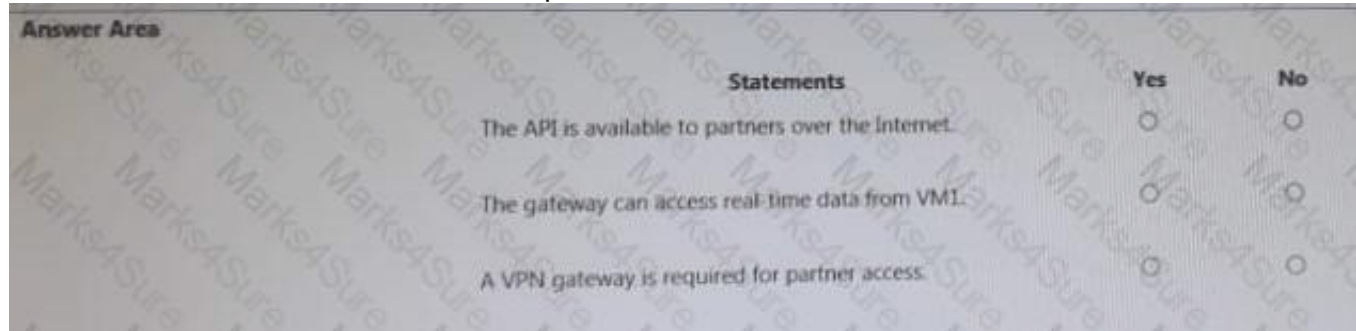 Answer Area
Statements Yes No
The API is available to partners over the Internet.
The gateway can access real-time data from VM1.
A VPN gateway is required for partner access.
Marks4Sure